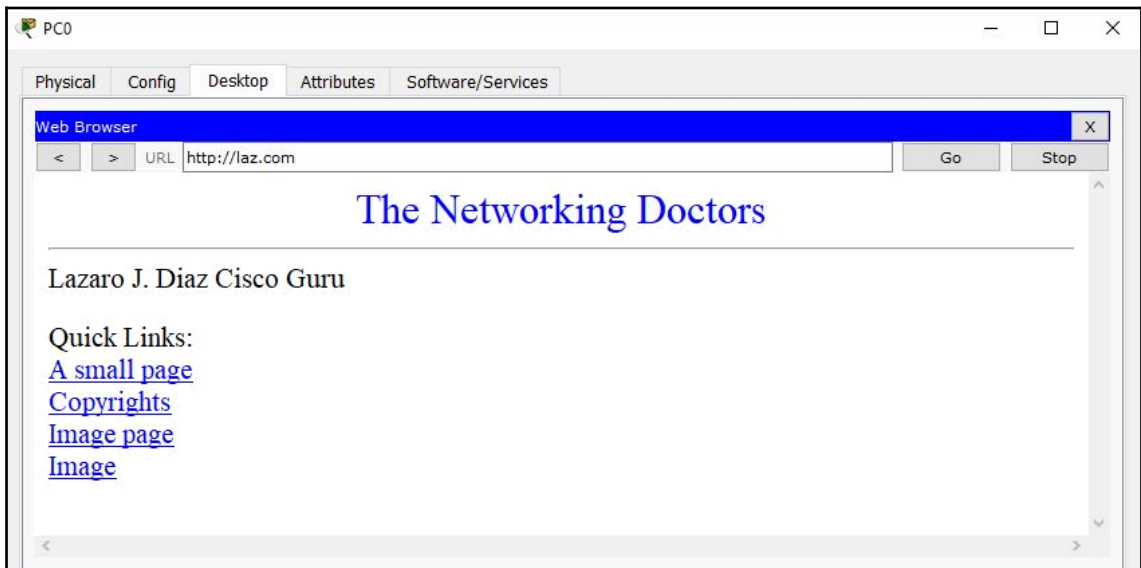 PC0
Physical Config Desktop Attributes Software/Services
Web Browser X
< > URL http://laz.com Go Stop
The Networking Doctors
Lazaro J. Diaz Cisco Guru
Quick Links:
A small page
Copyrights
Image page
Image